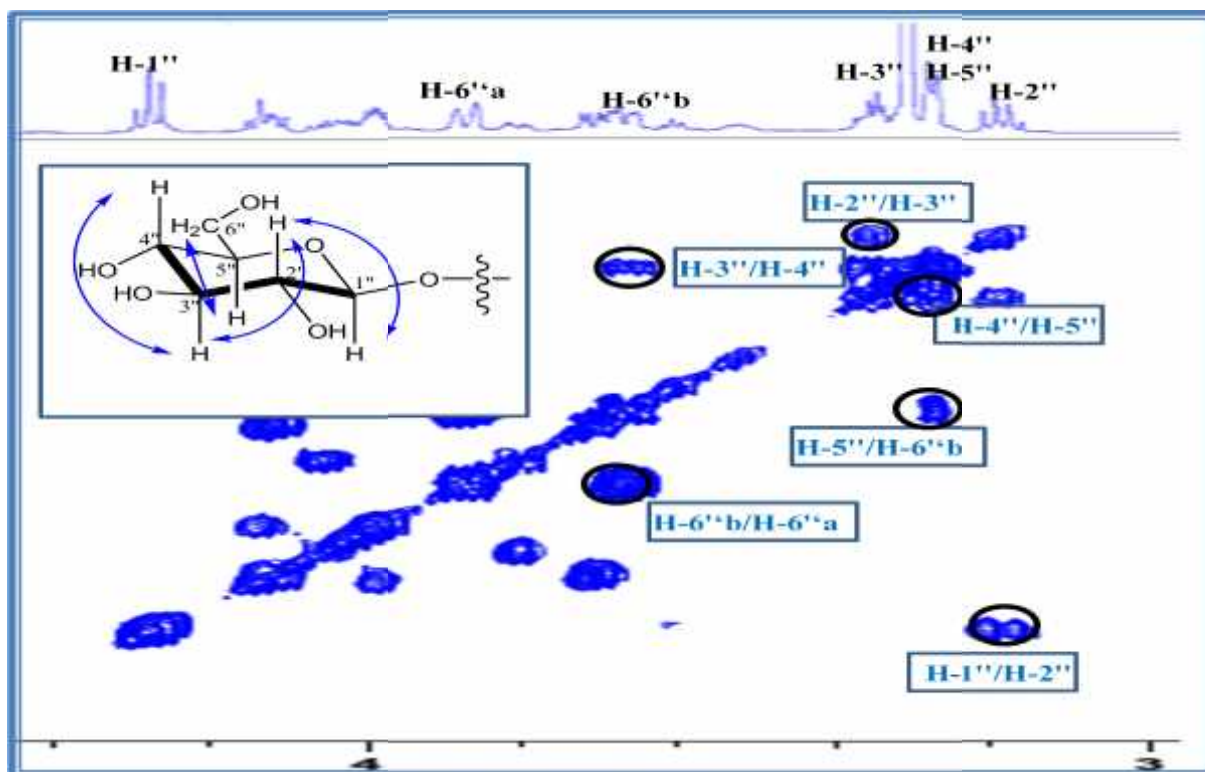 H-1"
H-6"‘a
H-6"‘b
H-3"
H-4"
H-5"
H-2"
H-2"/H-3"
H-3"/H-4"
H-4"/H-5"
H-5"/H-6"‘b
H-6"‘b/H-6"‘a
H-1"/H-2"
H
OH
H₂C
6"
H
4"
O
5"
2'
1"
O
HO
HO
3"
H
OH
H
H
4
3